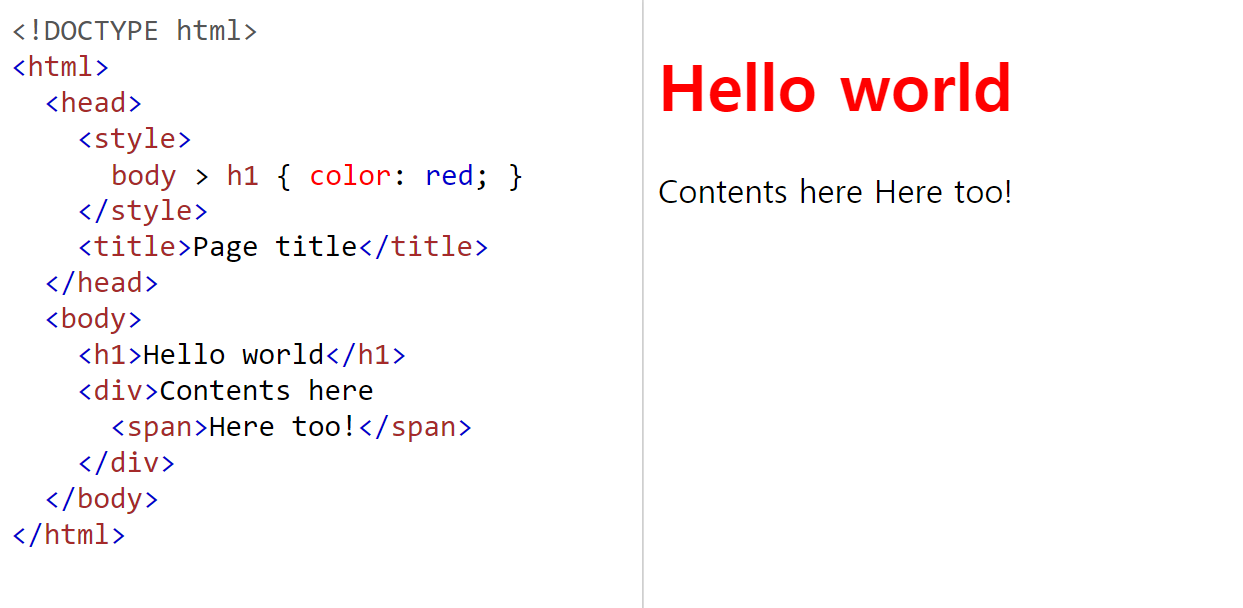 <!DOCTYPE html>
<html>
  <head>
    <style>
      body > h1 { color: red; }
    </style>
    <title>Page title</title>
  </head>
  <body>
    <h1>Hello world</h1>
    <div>Contents here
      <span>Here too!</span>
    </div>
  </body>
</html>
Hello world
Contents here Here too!